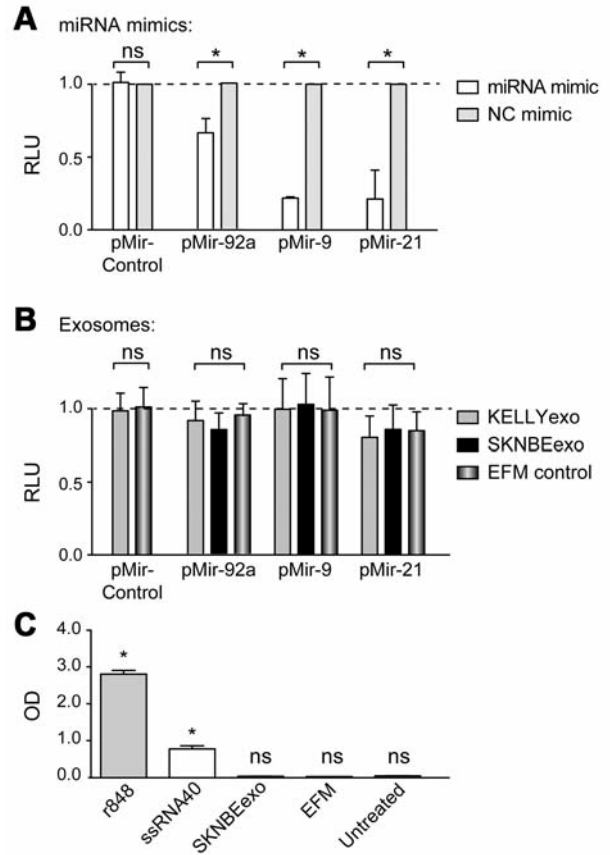 A miRNA mimics:
ns * * *
1.0
0.5
0.0
RLU
miRNA mimic
NC mimic
pMir-Control pMir-92a pMir-9 pMir-21
B Exosomes:
ns ns ns ns
1.0
0.5
0.0
RLU
KELLYexo
SKNBEexo
EFM control
pMir-Control pMir-92a pMir-9 pMir-21
C
4.0
3.0
2.0
1.0
0.0
OD
* * ns ns ns
r848 ssRNA40 SKNBEexo EFM Untreated